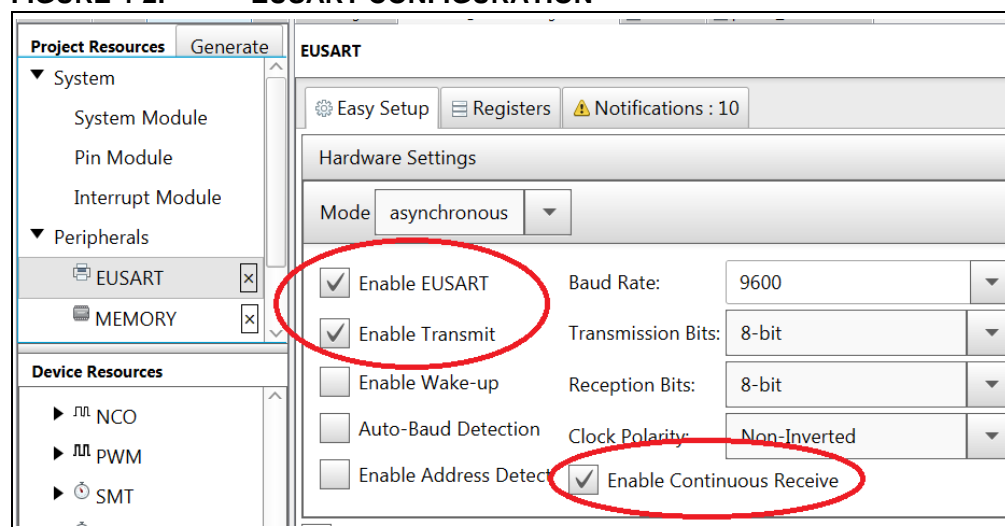 EUSART CONFIGURATION
Project Resources Generate
System
System Module
Pin Module
Interrupt Module
Peripherals
EUSART
MEMORY
Device Resources
NCO
PWM
SMT
EUSART
Easy Setup Registers Notifications : 10
Hardware Settings
Mode asynchronous
Enable EUSART Baud Rate: 9600
Enable Transmit Transmission Bits: 8-bit
Enable Wake-up Reception Bits: 8-bit
Auto-Baud Detection Clock Polarity: Non-Inverted
Enable Address Detect Enable Continuous Receive